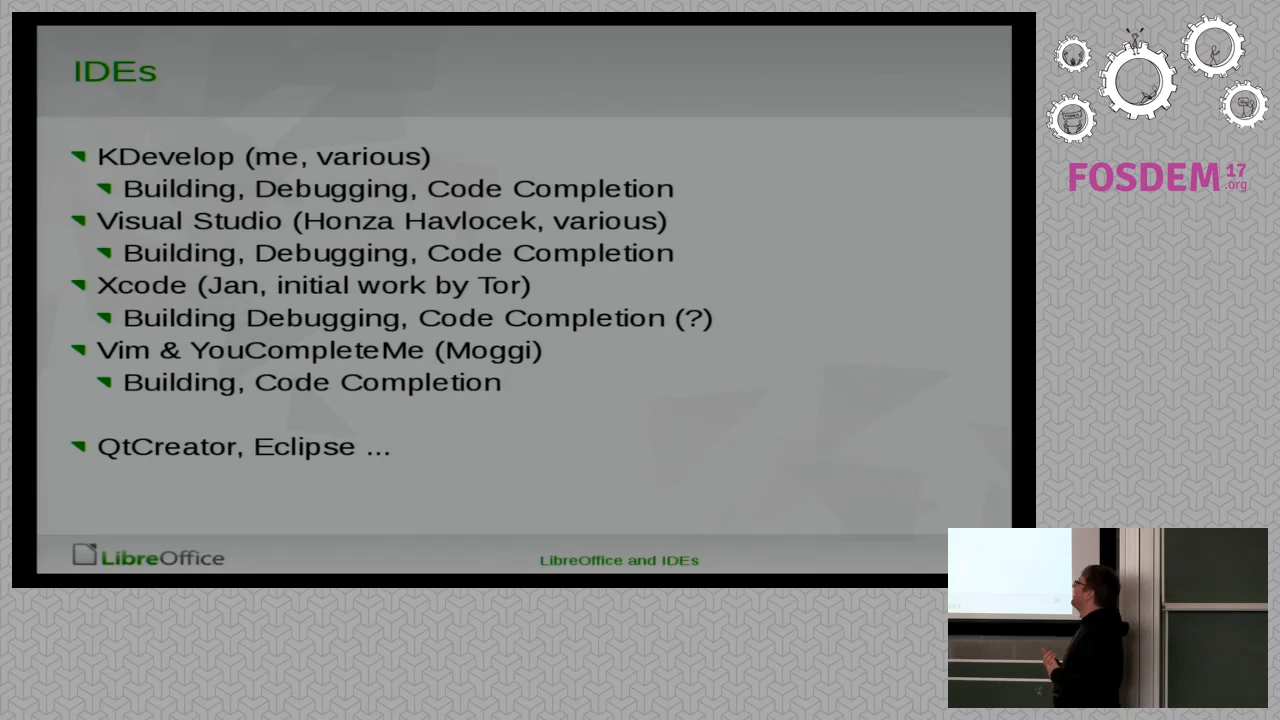 IDEs
KDevelop (me, various)
Building, Debugging, Code Completion
Visual Studio (Honza Havlocek, various)
Building, Debugging, Code Completion
Xcode (Jan, initial work by Tor)
Building Debugging, Code Completion (?)
Vim & YouCompleteMe (Moggi)
Building, Code Completion
QtCreator, Eclipse ...
LibreOffice
LibreOffice and IDEs
FOSDEM 17
.org